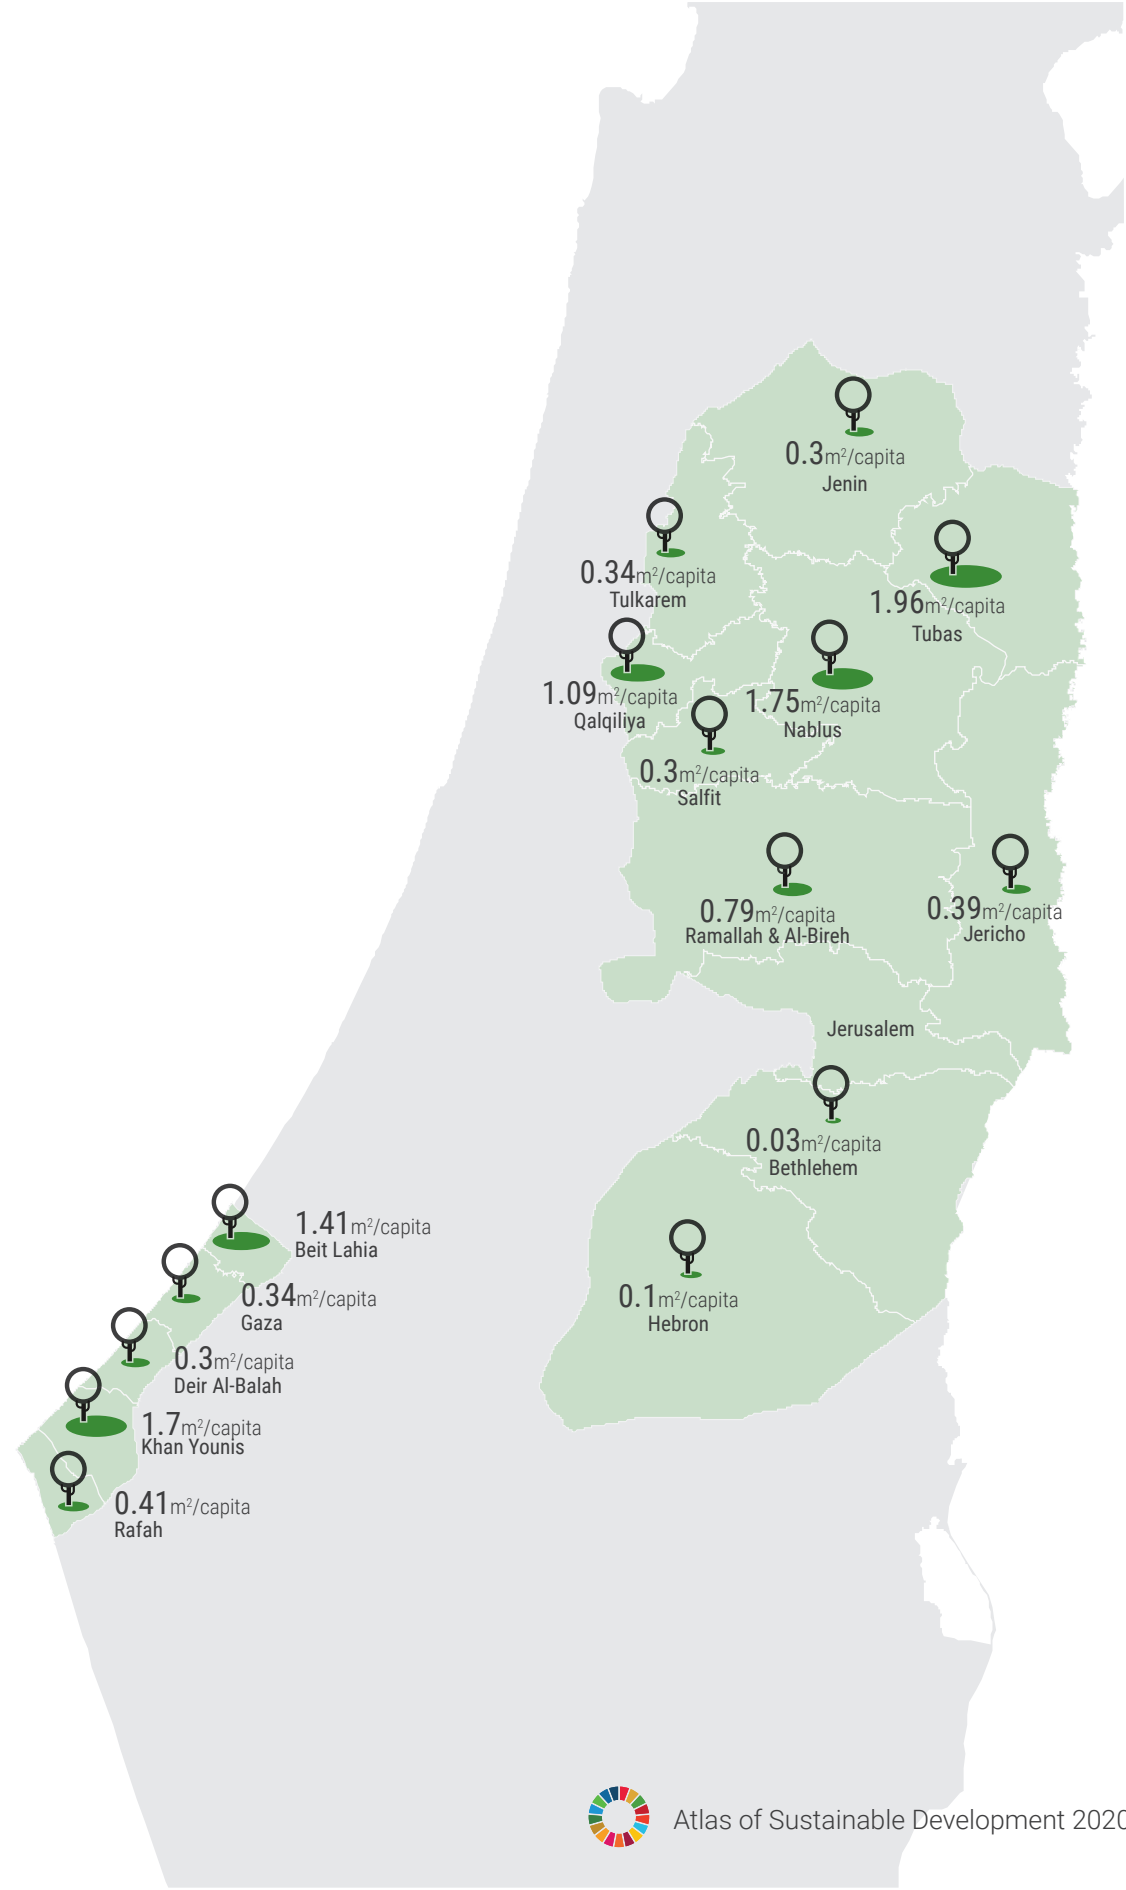 0.3m²/capita
Jenin
0.34m²/capita
Tulkarem
1.96m²/capita
Tubas
1.09m²/capita
Qalqiliya
1.75m²/capita
Nablus
0.3m²/capita
Salfit
0.79m²/capita
Ramallah & Al-Bireh
0.39m²/capita
Jericho
Jerusalem
0.03m²/capita
Bethlehem
1.41m²/capita
Beit Lahia
0.34m²/capita
Gaza
0.1m²/capita
Hebron
0.3m²/capita
Deir Al-Balah
1.7m²/capita
Khan Younis
0.41m²/capita
Rafah
Atlas of Sustainable Development 2020